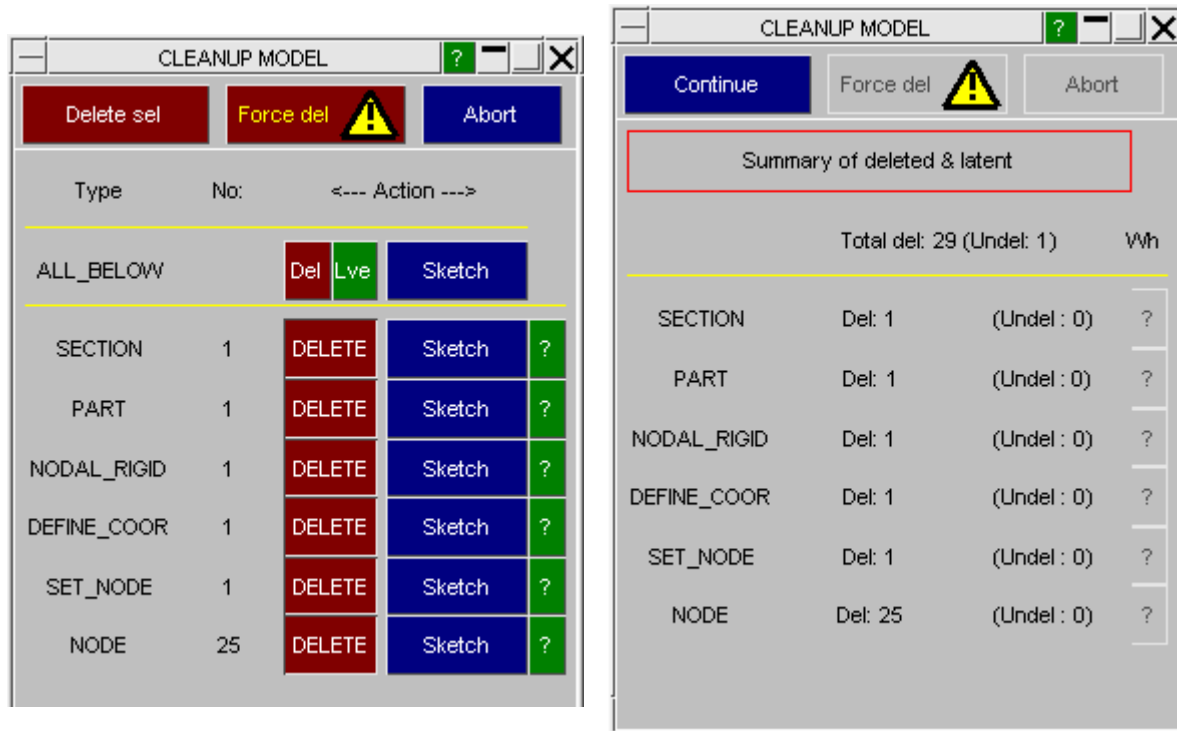 CLEANUP MODEL ?
Delete sel Force del ! Abort
Type No: <--- Action --->
ALL_BELOW Del Lve Sketch
SECTION 1 DELETE Sketch ?
PART 1 DELETE Sketch ?
NODAL_RIGID 1 DELETE Sketch ?
DEFINE_COOR 1 DELETE Sketch ?
SET_NODE 1 DELETE Sketch ?
NODE 25 DELETE Sketch ?
CLEANUP MODEL ?
Continue Force del ! Abort
Summary of deleted & latent
Total del: 29 (Undel: 1) Wh
SECTION Del: 1 (Undel : 0) ?
PART Del: 1 (Undel : 0) ?
NODAL_RIGID Del: 1 (Undel : 0) ?
DEFINE_COOR Del: 1 (Undel : 0) ?
SET_NODE Del: 1 (Undel : 0) ?
NODE Del: 25 (Undel : 0) ?